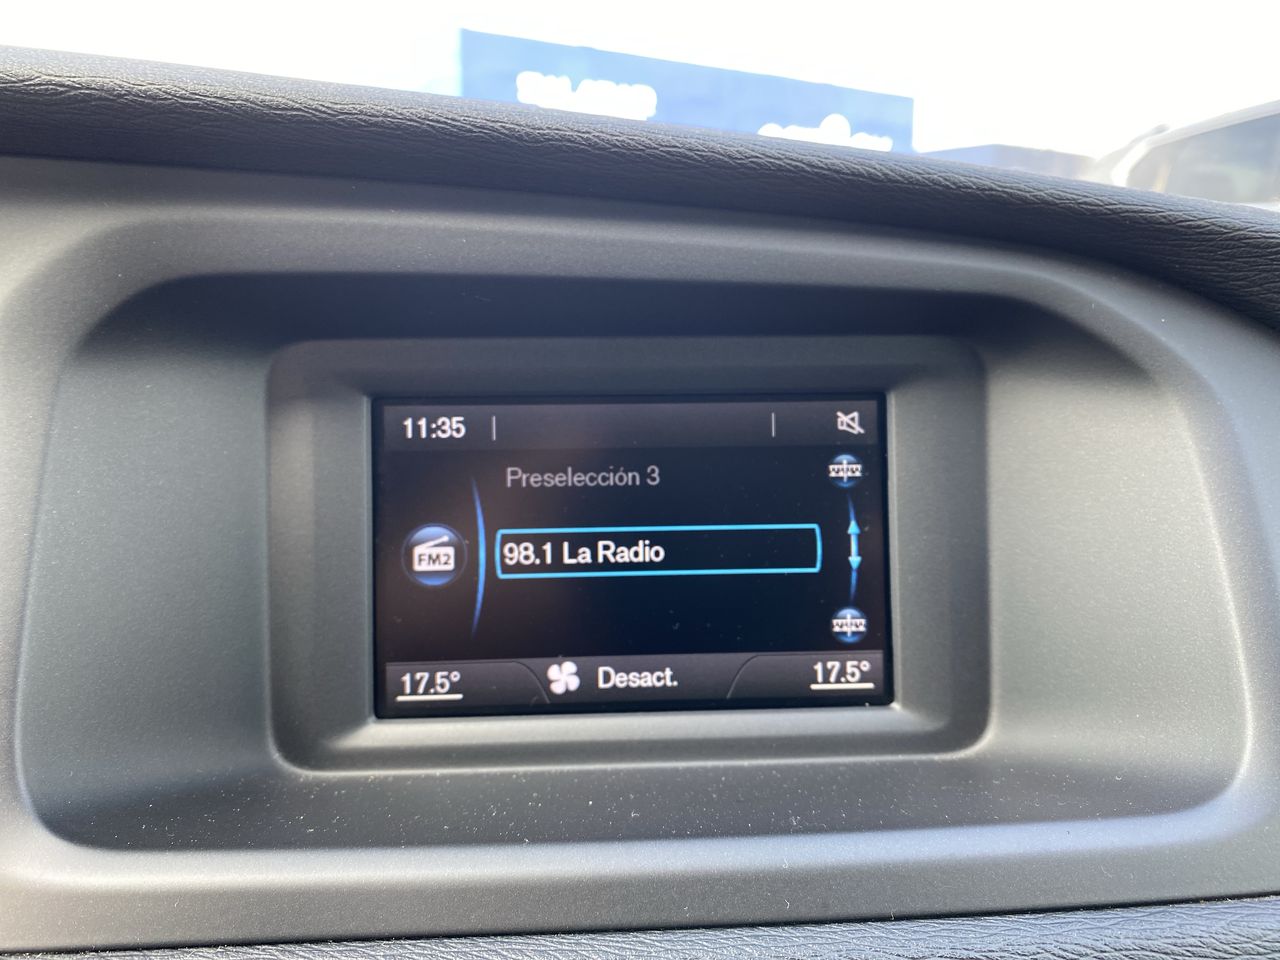 11:35
Preselección 3
FM2
98.1 La Radio
17.5° Desact. 17.5°